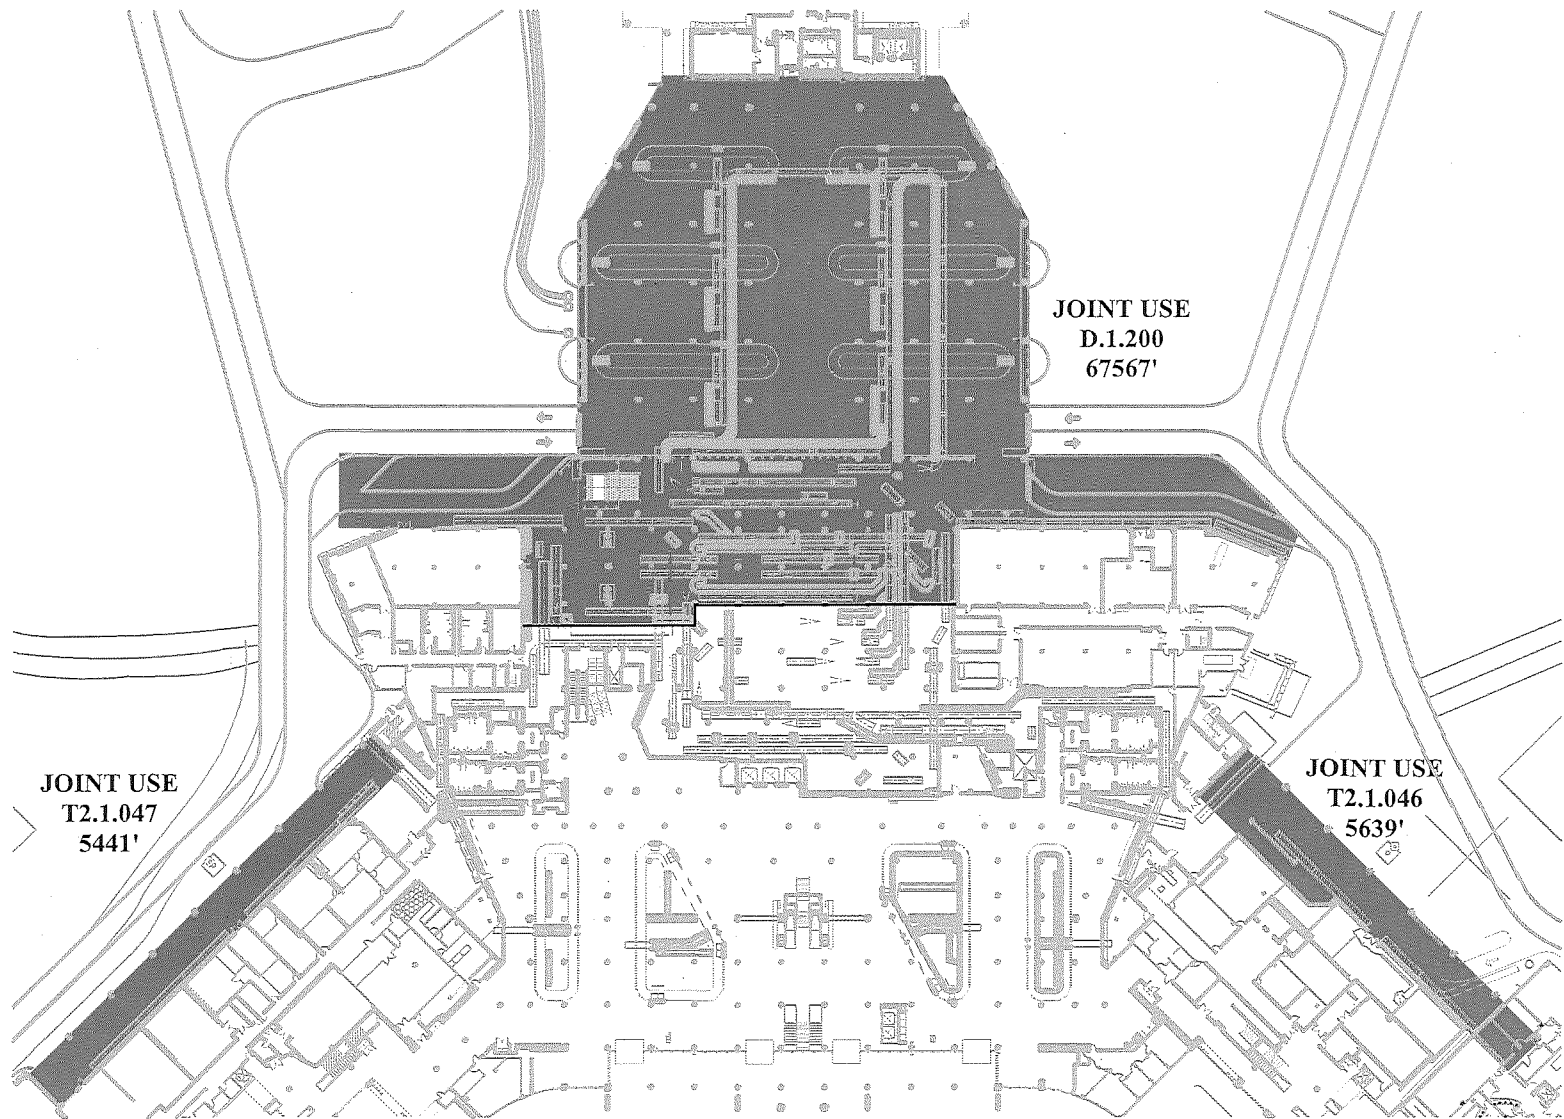 JOINT USE
D.1.200
67567'
JOINT USE
T2.1.047
5441'
JOINT USE
T2.1.046
5639'